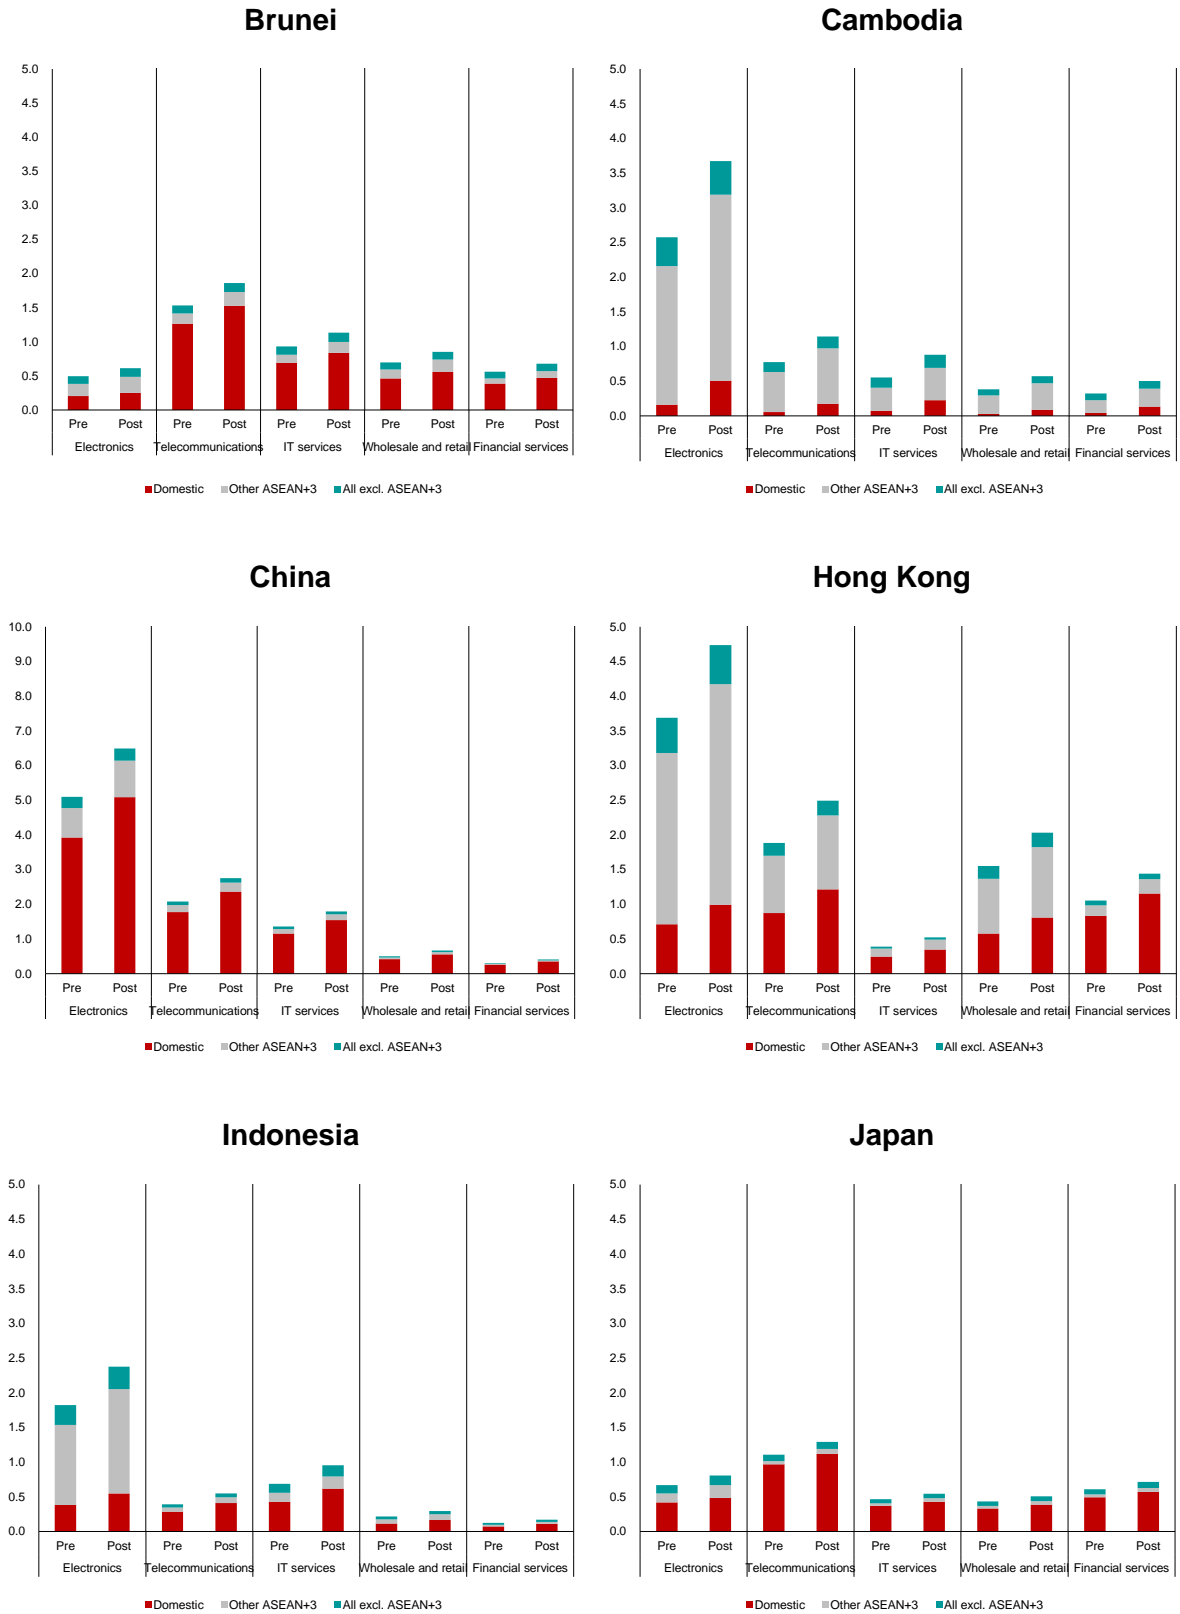 Brunei
5.0
4.5
4.0
3.5
3.0
2.5
2.0
1.5
1.0
0.5
0.0
Pre Post Pre Post Pre Post Pre Post Pre Post
Electronics Telecommunications IT services Wholesale and retail Financial services
Domestic Other ASEAN+3 All excl. ASEAN+3
Cambodia
5.0
4.5
4.0
3.5
3.0
2.5
2.0
1.5
1.0
0.5
0.0
Pre Post Pre Post Pre Post Pre Post Pre Post
Electronics Telecommunications IT services Wholesale and retail Financial services
Domestic Other ASEAN+3 All excl. ASEAN+3
China
10.0
9.0
8.0
7.0
6.0
5.0
4.0
3.0
2.0
1.0
0.0
Pre Post Pre Post Pre Post Pre Post Pre Post
Electronics Telecommunications IT services Wholesale and retail Financial services
Domestic Other ASEAN+3 All excl. ASEAN+3
Hong Kong
5.0
4.5
4.0
3.5
3.0
2.5
2.0
1.5
1.0
0.5
0.0
Pre Post Pre Post Pre Post Pre Post Pre Post
Electronics Telecommunications IT services Wholesale and retail Financial services
Domestic Other ASEAN+3 All excl. ASEAN+3
Indonesia
5.0
4.5
4.0
3.5
3.0
2.5
2.0
1.5
1.0
0.5
0.0
Pre Post Pre Post Pre Post Pre Post Pre Post
Electronics Telecommunications IT services Wholesale and retail Financial services
Domestic Other ASEAN+3 All excl. ASEAN+3
Japan
5.0
4.5
4.0
3.5
3.0
2.5
2.0
1.5
1.0
0.5
0.0
Pre Post Pre Post Pre Post Pre Post Pre Post
Electronics Telecommunications IT services Wholesale and retail Financial services
Domestic Other ASEAN+3 All excl. ASEAN+3